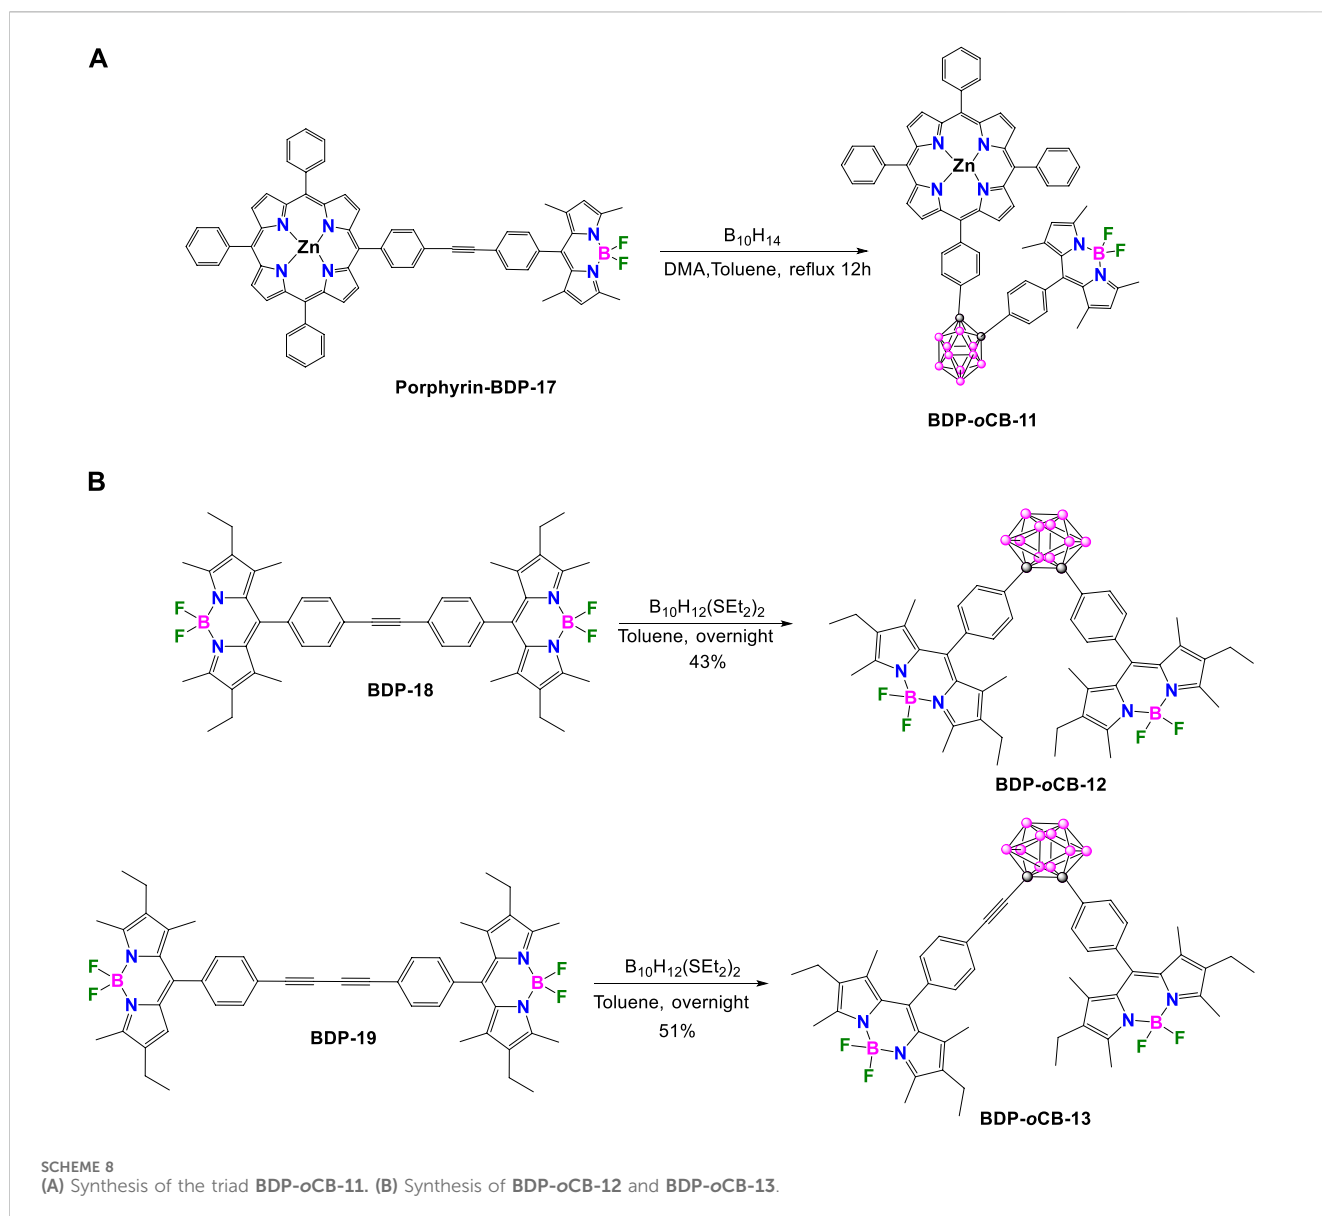 A
N
N
N
N
Zn
N
N
B
F
F
Porphyrin-BDP-17
B10H14
DMA,Toluene, reflux 12h
N
N
N
N
Zn
N
N
B
F
F
BDP-oCB-11
B
F
F
B
N
N
N
N
B
F
F
BDP-18
B10H12(SEt2)2
Toluene, overnight
43%
N
N
B
F
F
N
N
B
F
F
BDP-oCB-12
F
F
B
N
N
N
N
B
F
F
BDP-19
B10H12(SEt2)2
Toluene, overnight
51%
N
N
B
F
F
N
N
B
F
F
BDP-oCB-13
SCHEME 8
(A) Synthesis of the triad BDP-oCB-11. (B) Synthesis of BDP-oCB-12 and BDP-oCB-13.